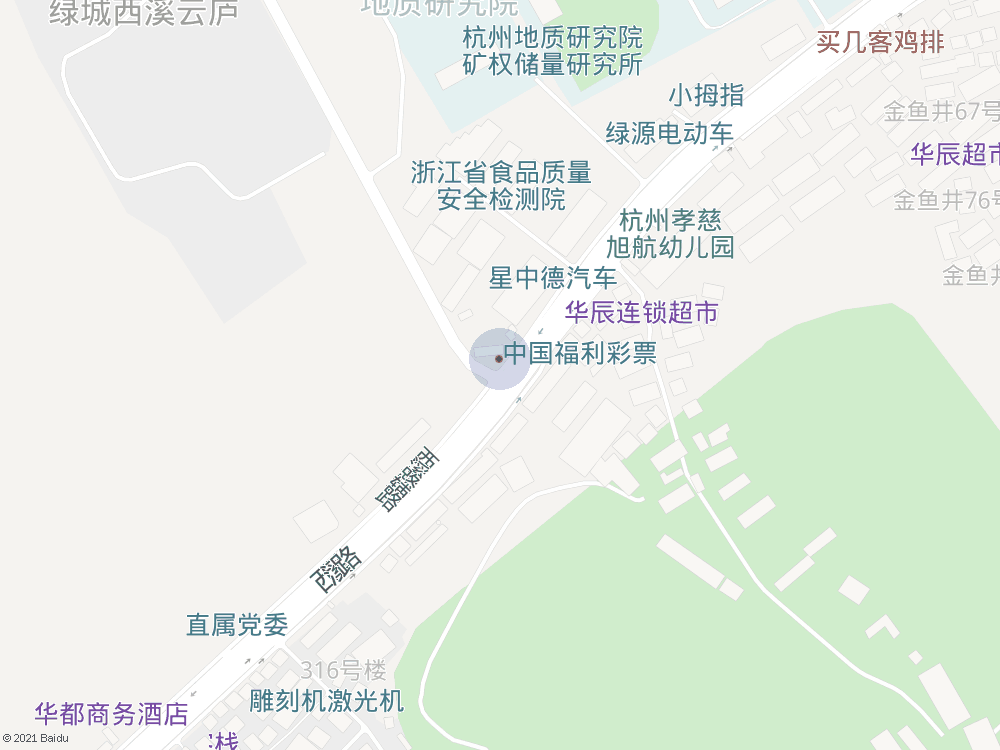 绿城西溪云庐
地质研究院
杭州地质研究院
矿权储量研究所
买几客鸡排
小拇指
金鱼井67号
绿源电动车
华辰超市
浙江省食品质量
安全检测院
金鱼井76号
杭州孝慈
旭航幼儿园
金鱼井
星中德汽车
华辰连锁超市
中国福利彩票
西溪路
直属党委
316号楼
雕刻机激光机
华都商务酒店
栈
© 2021 Baidu